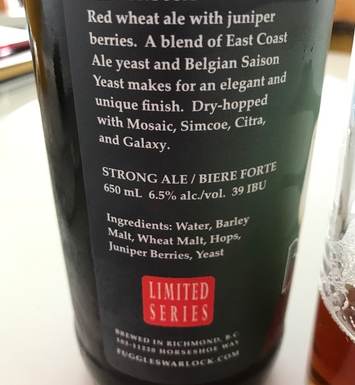 Red wheat ale with juniper
berries. A blend of East Coast
Ale yeast and Belgian Saison
Yeast makes for an elegant and
unique finish. Dry-hopped
with Mosaic, Simcoe, Citra,
and Galaxy.
STRONG ALE / BIERE FORTE
650 mL 6.5% alc./vol. 39 IBU
Ingredients: Water, Barley
Malt, Wheat Malt, Hops,
Juniper Berries, Yeast
LIMITED
SERIES
BREWED IN RICHMOND, B.C.
103-11220 HORSESHOE WAY
FUGGLESWARLOCK.COM